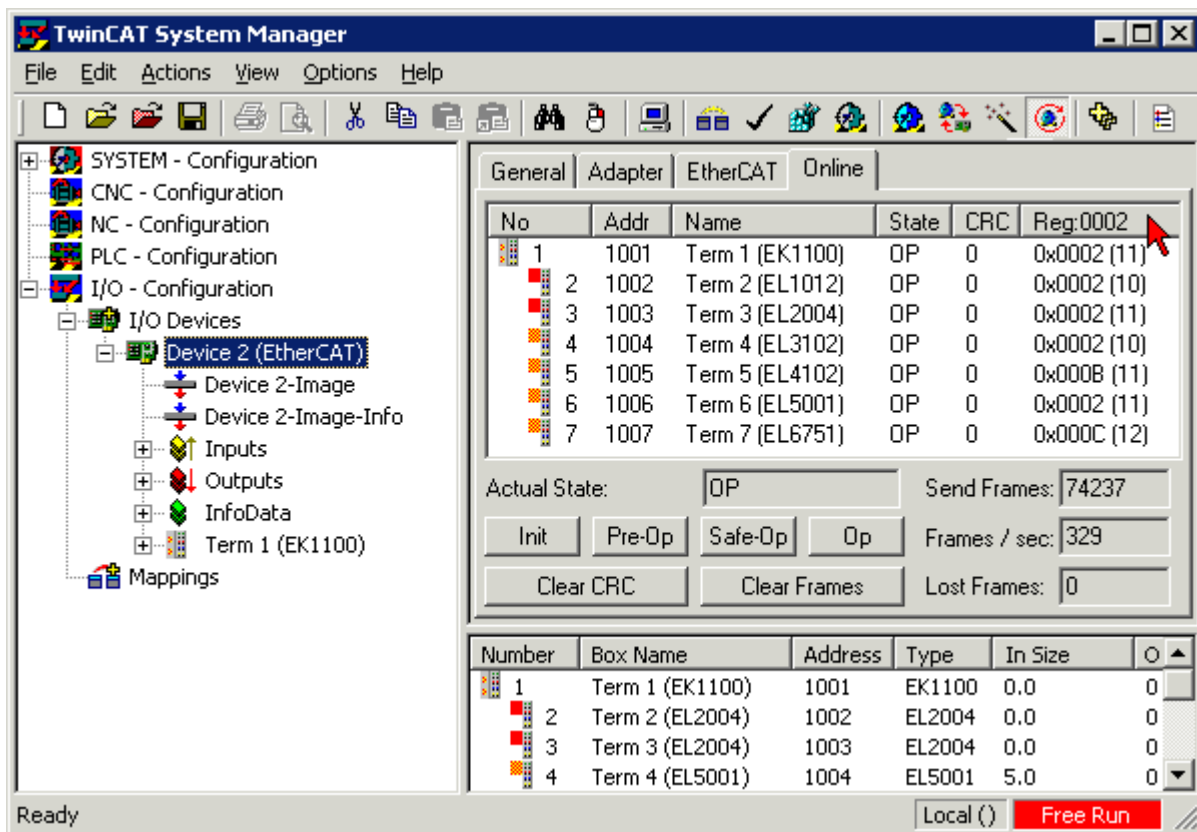 TwinCAT System Manager
File Edit Actions View Options Help
SYSTEM - Configuration
CNC - Configuration
NC - Configuration
PLC - Configuration
I/O - Configuration
I/O Devices
Device 2 (EtherCAT)
Device 2-Image
Device 2-Image-Info
Inputs
Outputs
InfoData
Term 1 (EK1100)
Mappings
General Adapter EtherCAT Online
No Addr Name State CRC Reg:0002
1 1001 Term 1 (EK1100) OP 0 0x0002 (11)
2 1002 Term 2 (EL1012) OP 0 0x0002 (10)
3 1003 Term 3 (EL2004) OP 0 0x0002 (11)
4 1004 Term 4 (EL3102) OP 0 0x0002 (10)
5 1005 Term 5 (EL4102) OP 0 0x000B (11)
6 1006 Term 6 (EL5001) OP 0 0x0002 (11)
7 1007 Term 7 (EL6751) OP 0 0x000C (12)
Actual State: OP Send Frames: 74237
Init Pre-Op Safe-Op Op Frames / sec: 329
Clear CRC Clear Frames Lost Frames: 0
Number Box Name Address Type In Size O
1 Term 1 (EK1100) 1001 EK1100 0.0 0
2 Term 2 (EL2004) 1002 EL2004 0.0 0
3 Term 3 (EL2004) 1003 EL2004 0.0 0
4 Term 4 (EL5001) 1004 EL5001 5.0 0
Ready Local () Free Run